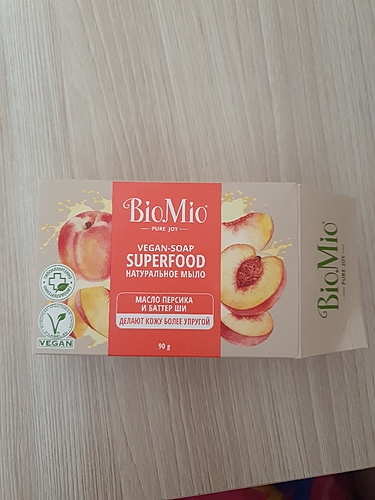 BioMio
PURE JOY
VEGAN-SOAP
SUPERFOOD
НАТУРАЛЬНОЕ МЫЛО
МАСЛО ПЕРСИКА
И БАТТЕР ШИ
ДЕЛАЮТ КОЖУ БОЛЕЕ УПРУГОЙ
90 g
VEGAN
BioMio
PURE JOY